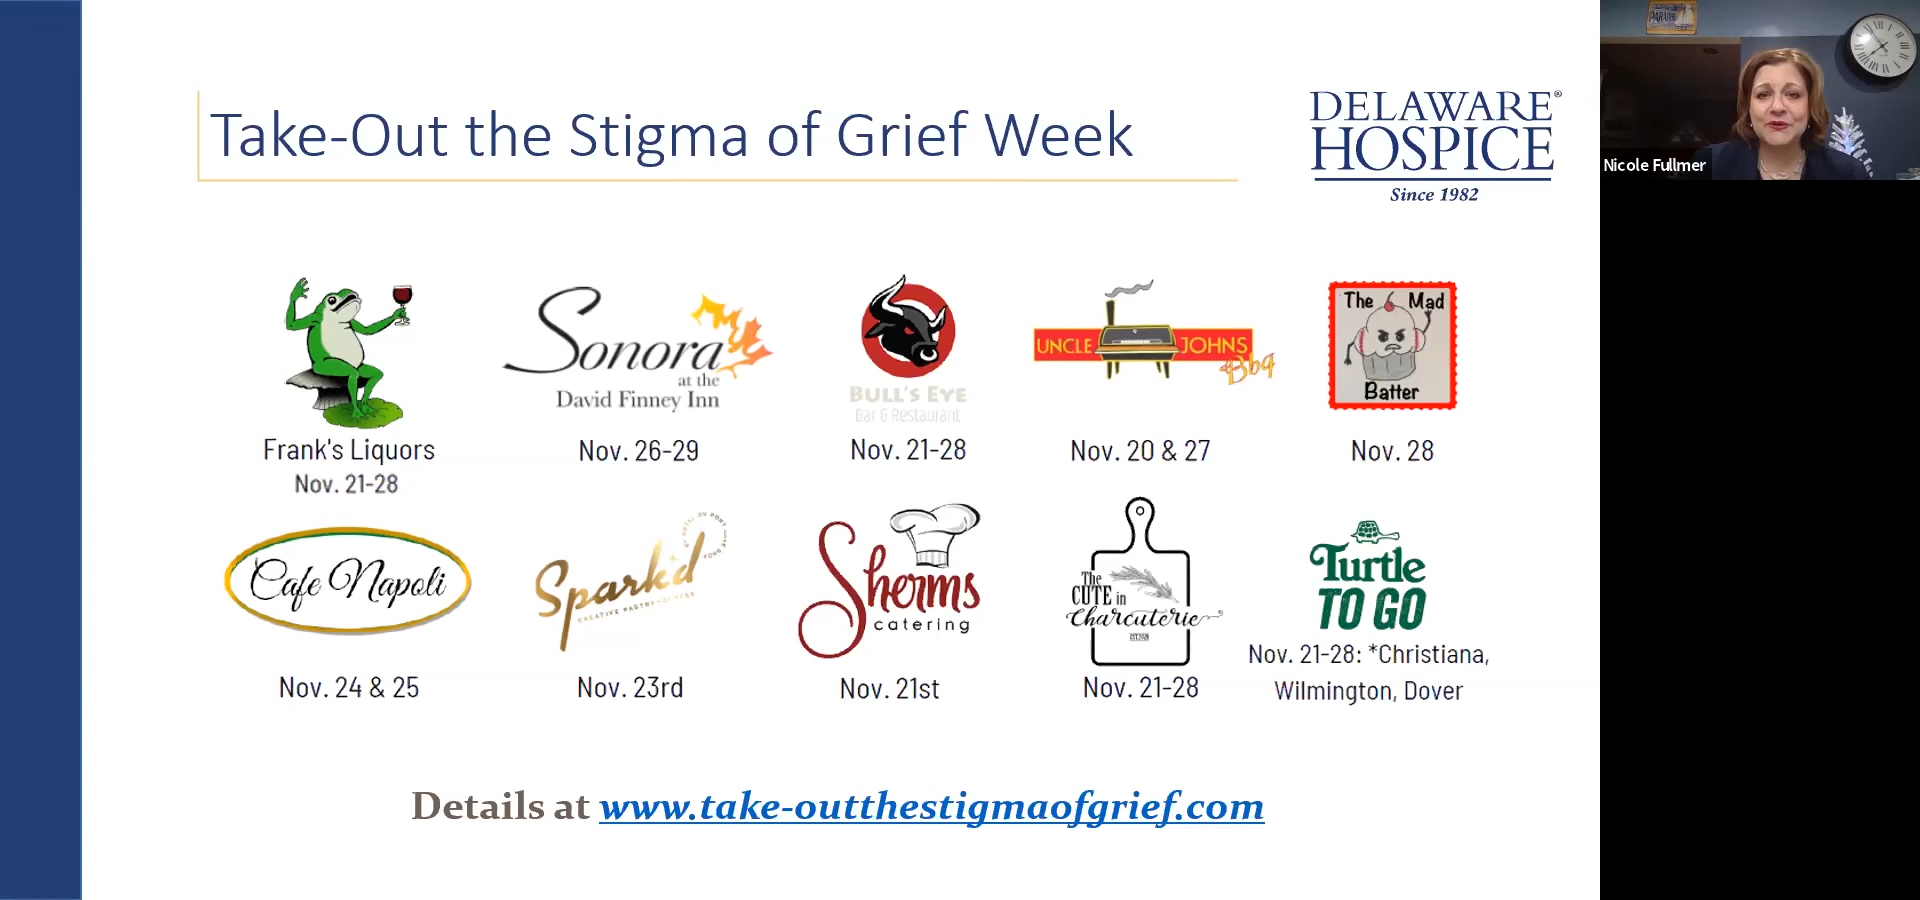 Take-Out the Stigma of Grief Week
DELAWARE®
HOSPICE
Since 1982
Nicole Fullmer
Frank's Liquors
Nov. 21-28
Sonora
at the
David Finney Inn
Nov. 26-29
BULL'S EYE
Bar & Restaurant
Nov. 21-28
UNCLE JOHNS
Bbq
Nov. 20 & 27
The Mad
Batter
Nov. 28
Cafe Napoli
Nov. 24 & 25
Spark'd
Nov. 23rd
Sherms
catering
Nov. 21st
The
CUTE in
Charcuterie
Nov. 21-28
Turtle
TO GO
Nov. 21-28: *Christiana,
Wilmington, Dover
Details at www.take-outthestigmaofgrief.com